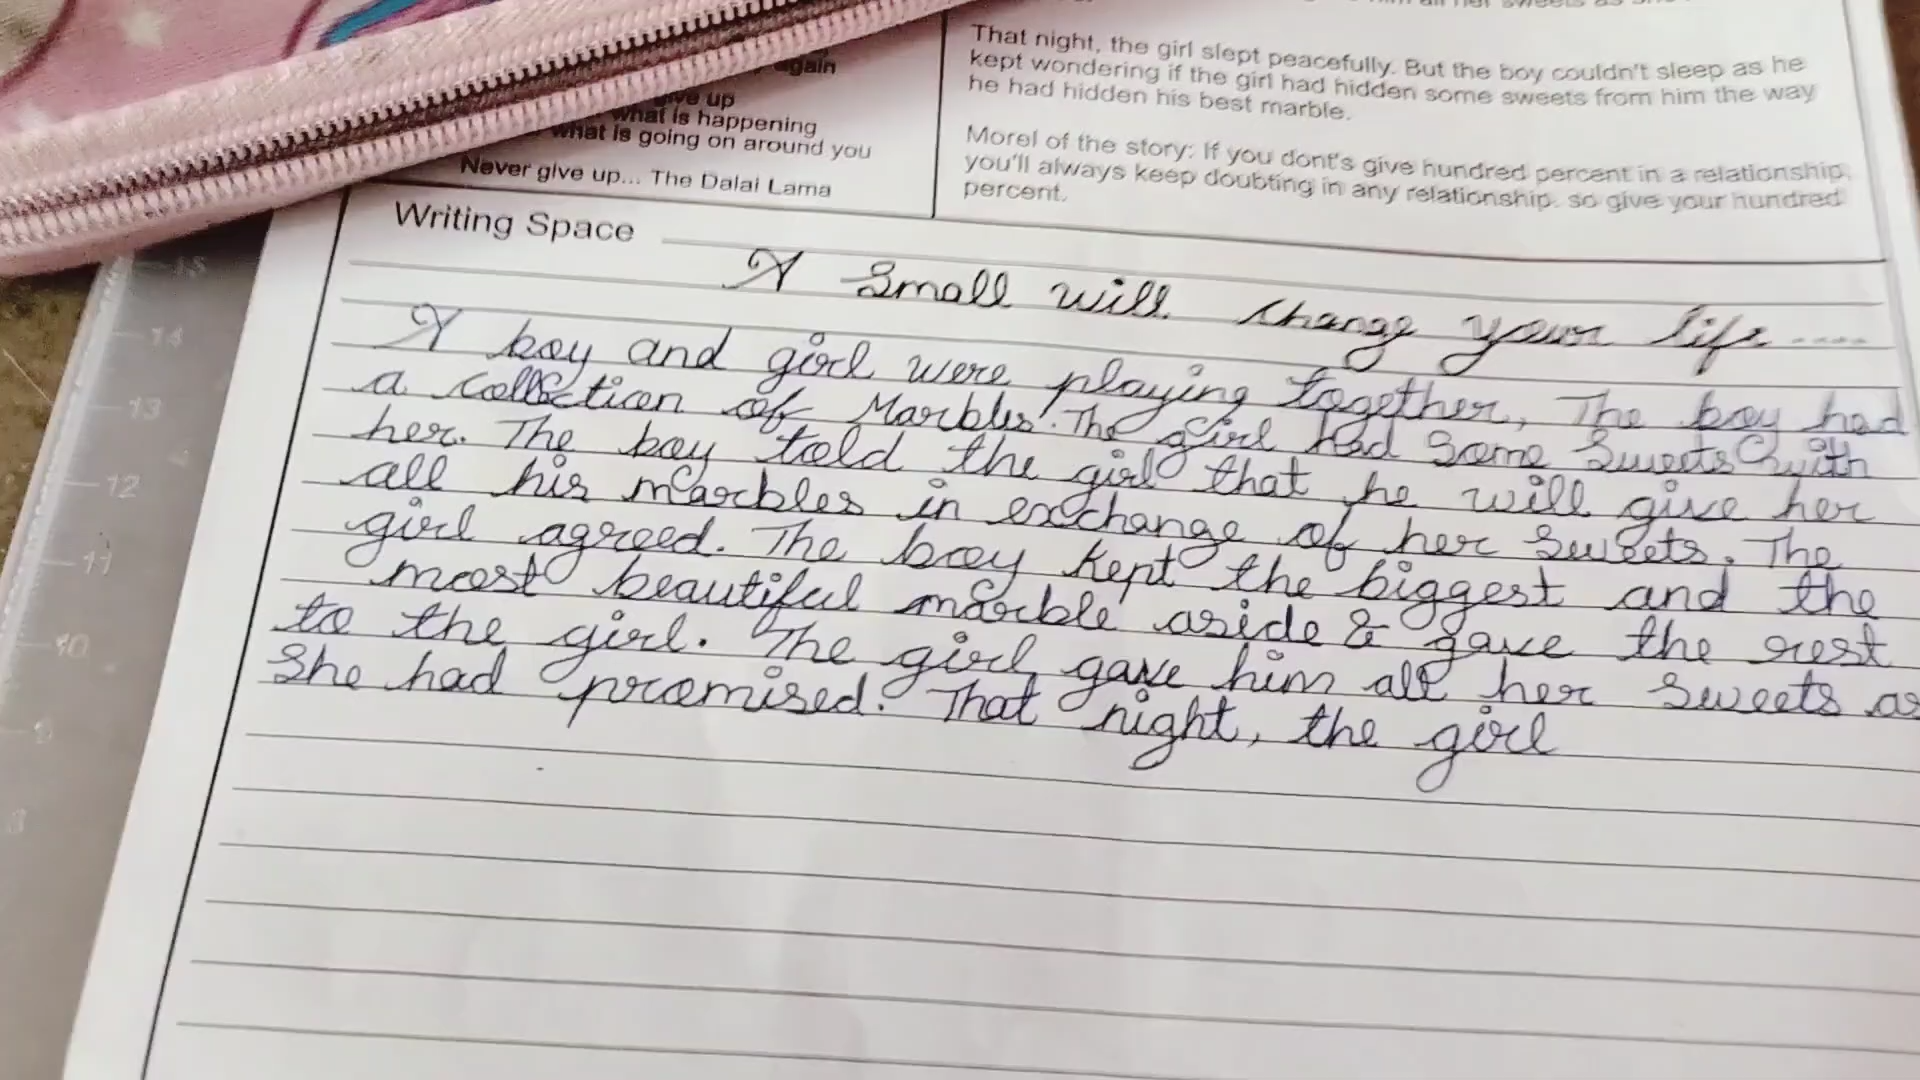 again
give up
what is happening
what is going on around you
Never give up... The Dalai Lama
That night, the girl slept peacefully. But the boy couldn't sleep as he
kept wondering if the girl had hidden some sweets from him the way
he had hidden his best marble.
Morel of the story: If you dont's give hundred percent in a relationship,
you'll always keep doubting in any relationship. so give your hundred
percent.
Writing Space
A Small will change your life ....
A boy and girl were playing together, The boy had
a collection of Marbles. The girl had Some Sweets with
her. The boy told the girl that he will give her
all his marbles in exchange of her sweets. The
girl agreed. The boy kept the biggest and the
most beautiful marble aside & gave the rest
to the girl. The girl gave him all her sweets as
She had promised. That night, the girl
15
14
13
12
11
10
9
8